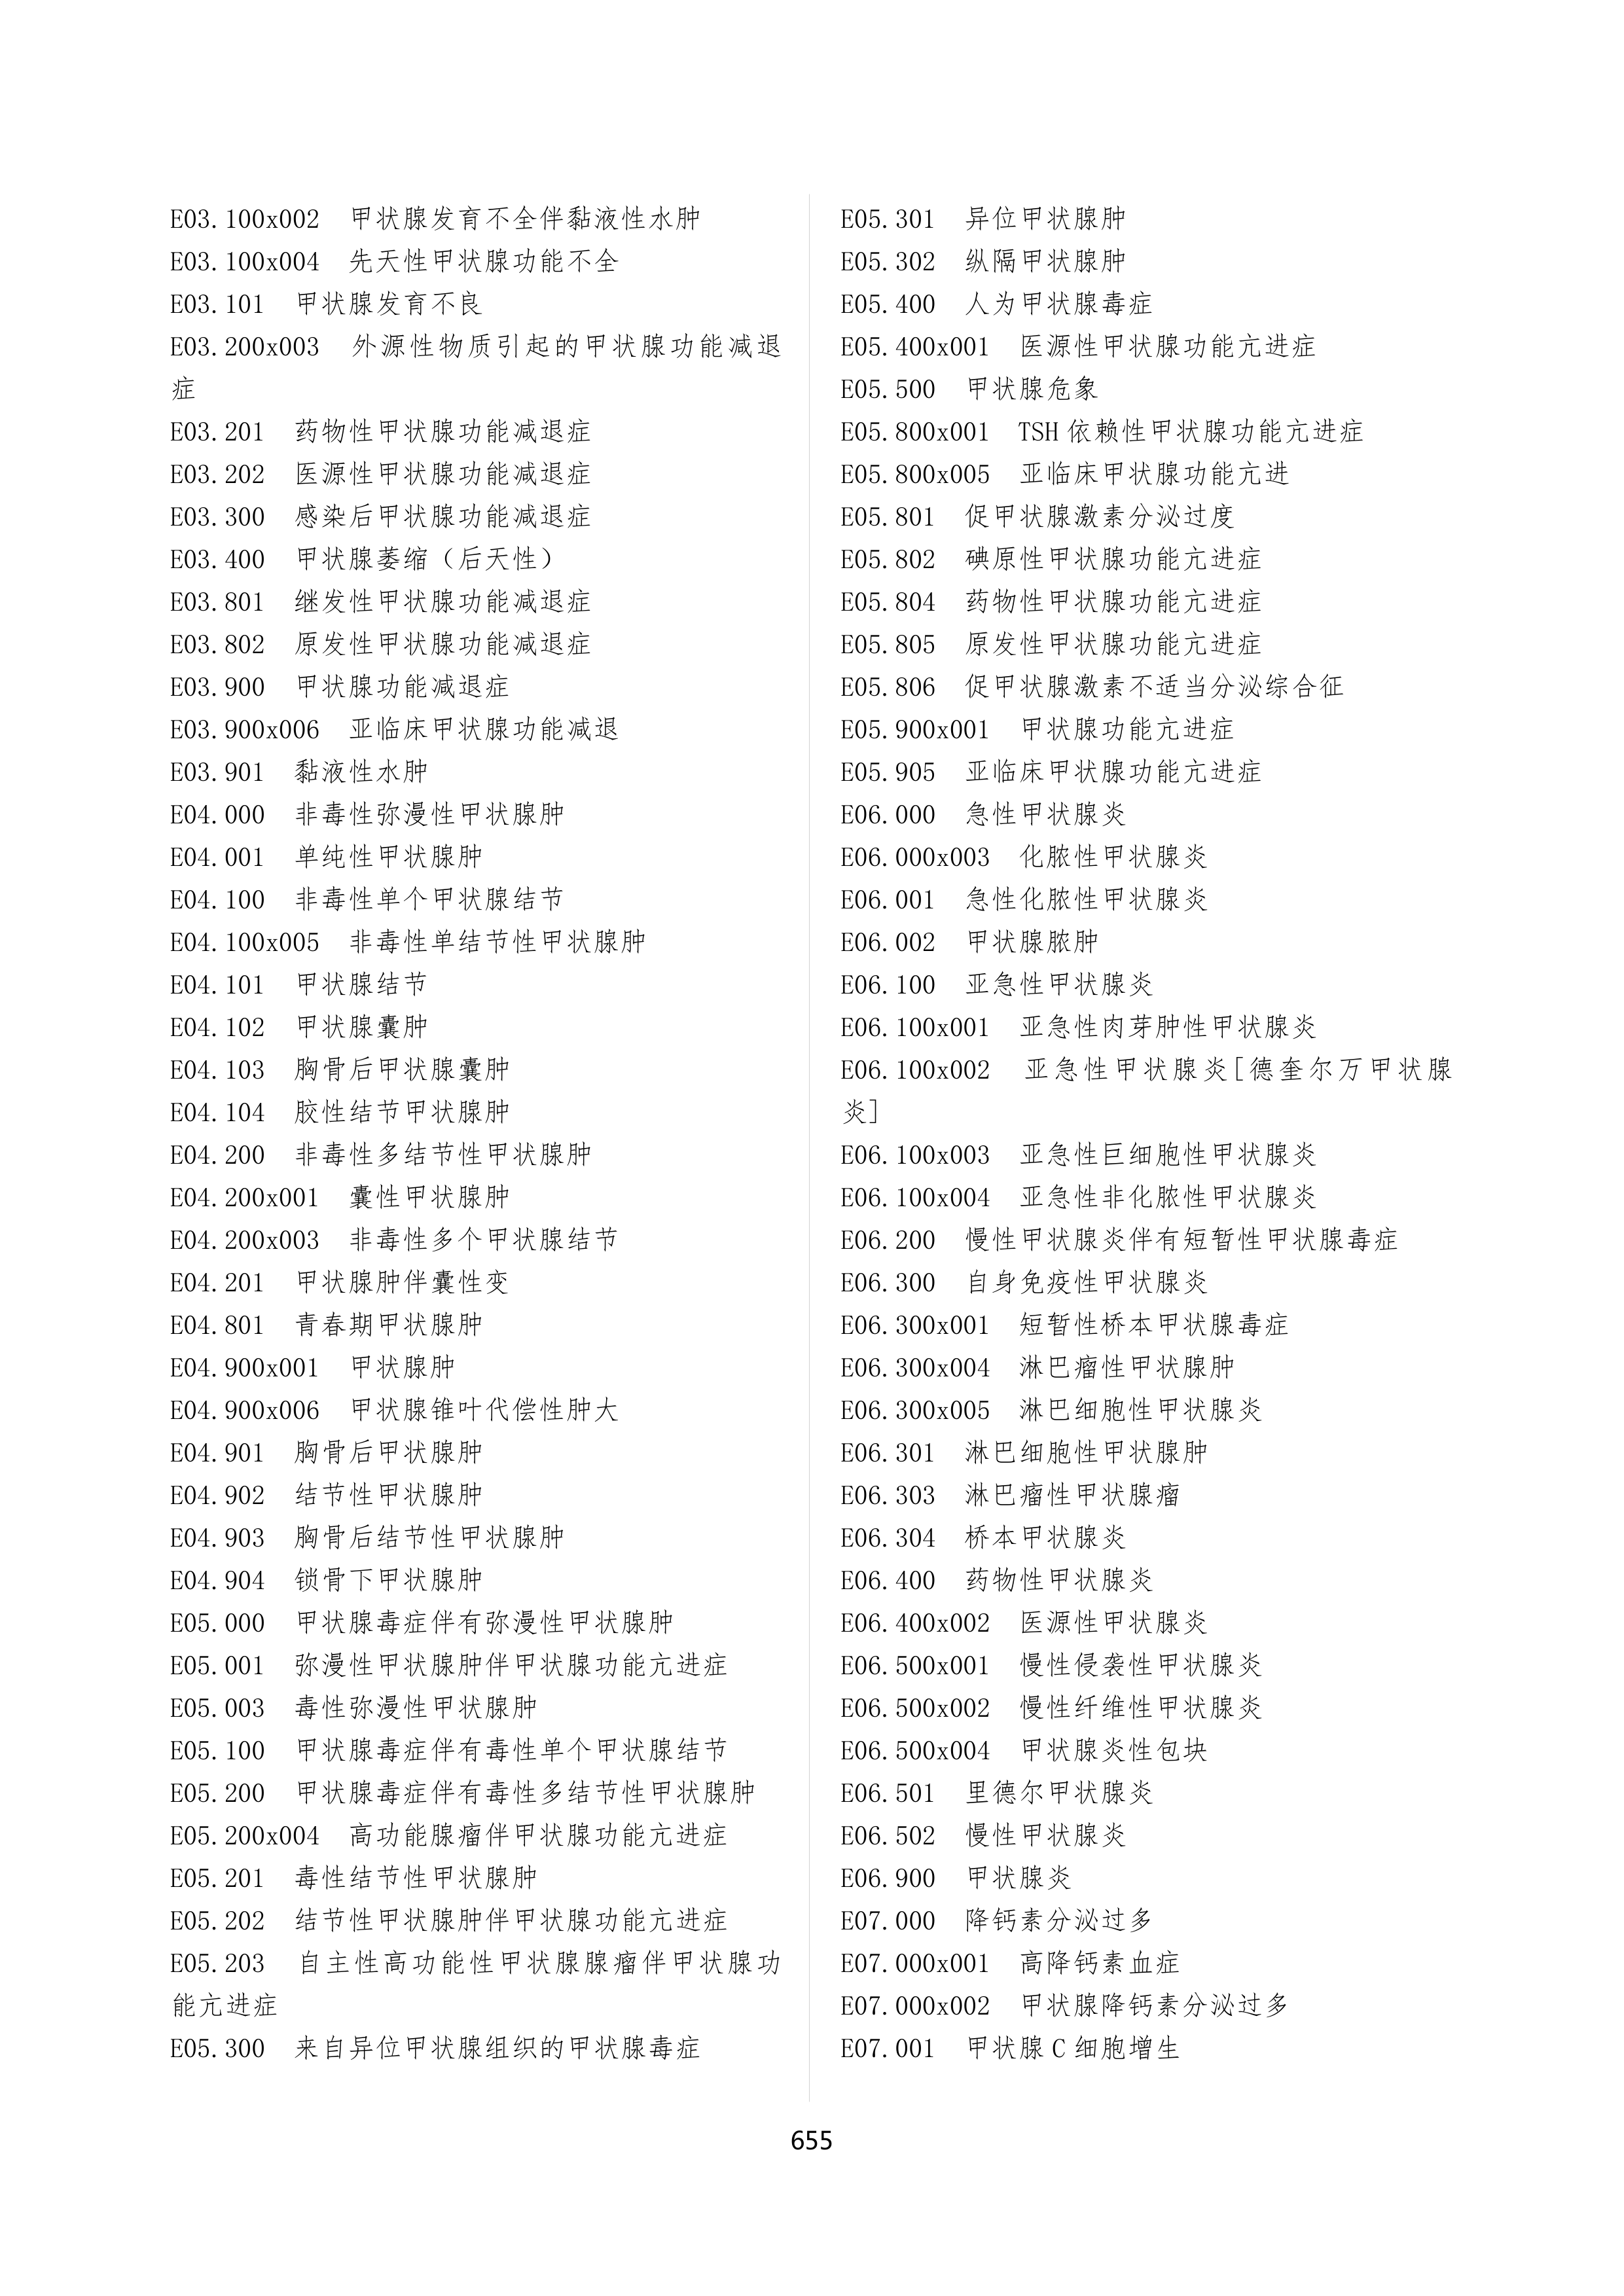 E03.100x002 甲状腺发育不全伴黏液性水肿
E03.100x004 先天性甲状腺功能不全
E03.101 甲状腺发育不良
E03.200x003 外源性物质引起的甲状腺功能减退
症
E03.201 药物性甲状腺功能减退症
E03.202 医源性甲状腺功能减退症
E03.300 感染后甲状腺功能减退症
E03.400 甲状腺萎缩（后天性）
E03.801 继发性甲状腺功能减退症
E03.802 原发性甲状腺功能减退症
E03.900 甲状腺功能减退症
E03.900x006 亚临床甲状腺功能减退
E03.901 黏液性水肿
E04.000 非毒性弥漫性甲状腺肿
E04.001 单纯性甲状腺肿
E04.100 非毒性单个甲状腺结节
E04.100x005 非毒性单结节性甲状腺肿
E04.101 甲状腺结节
E04.102 甲状腺囊肿
E04.103 胸骨后甲状腺囊肿
E04.104 胶性结节甲状腺肿
E04.200 非毒性多结节性甲状腺肿
E04.200x001 囊性甲状腺肿
E04.200x003 非毒性多个甲状腺结节
E04.201 甲状腺肿伴囊性变
E04.801 青春期甲状腺肿
E04.900x001 甲状腺肿
E04.900x006 甲状腺锥叶代偿性肿大
E04.901 胸骨后甲状腺肿
E04.902 结节性甲状腺肿
E04.903 胸骨后结节性甲状腺肿
E04.904 锁骨下甲状腺肿
E05.000 甲状腺毒症伴有弥漫性甲状腺肿
E05.001 弥漫性甲状腺肿伴甲状腺功能亢进症
E05.003 毒性弥漫性甲状腺肿
E05.100 甲状腺毒症伴有毒性单个甲状腺结节
E05.200 甲状腺毒症伴有毒性多结节性甲状腺肿
E05.200x004 高功能腺瘤伴甲状腺功能亢进症
E05.201 毒性结节性甲状腺肿
E05.202 结节性甲状腺肿伴甲状腺功能亢进症
E05.203 自主性高功能性甲状腺腺瘤伴甲状腺功
能亢进症
E05.300 来自异位甲状腺组织的甲状腺毒症
E05.301 异位甲状腺肿
E05.302 纵隔甲状腺肿
E05.400 人为甲状腺毒症
E05.400x001 医源性甲状腺功能亢进症
E05.500 甲状腺危象
E05.800x001 TSH 依赖性甲状腺功能亢进症
E05.800x005 亚临床甲状腺功能亢进
E05.801 促甲状腺激素分泌过度
E05.802 碘原性甲状腺功能亢进症
E05.804 药物性甲状腺功能亢进症
E05.805 原发性甲状腺功能亢进症
E05.806 促甲状腺激素不适当分泌综合征
E05.900x001 甲状腺功能亢进症
E05.905 亚临床甲状腺功能亢进症
E06.000 急性甲状腺炎
E06.000x003 化脓性甲状腺炎
E06.001 急性化脓性甲状腺炎
E06.002 甲状腺脓肿
E06.100 亚急性甲状腺炎
E06.100x001 亚急性肉芽肿性甲状腺炎
E06.100x002 亚急性甲状腺炎[德奎尔万甲状腺
炎]
E06.100x003 亚急性巨细胞性甲状腺炎
E06.100x004 亚急性非化脓性甲状腺炎
E06.200 慢性甲状腺炎伴有短暂性甲状腺毒症
E06.300 自身免疫性甲状腺炎
E06.300x001 短暂性桥本甲状腺毒症
E06.300x004 淋巴瘤性甲状腺肿
E06.300x005 淋巴细胞性甲状腺炎
E06.301 淋巴细胞性甲状腺肿
E06.303 淋巴瘤性甲状腺瘤
E06.304 桥本甲状腺炎
E06.400 药物性甲状腺炎
E06.400x002 医源性甲状腺炎
E06.500x001 慢性侵袭性甲状腺炎
E06.500x002 慢性纤维性甲状腺炎
E06.500x004 甲状腺炎性包块
E06.501 里德尔甲状腺炎
E06.502 慢性甲状腺炎
E06.900 甲状腺炎
E07.000 降钙素分泌过多
E07.000x001 高降钙素血症
E07.000x002 甲状腺降钙素分泌过多
E07.001 甲状腺 C 细胞增生
655